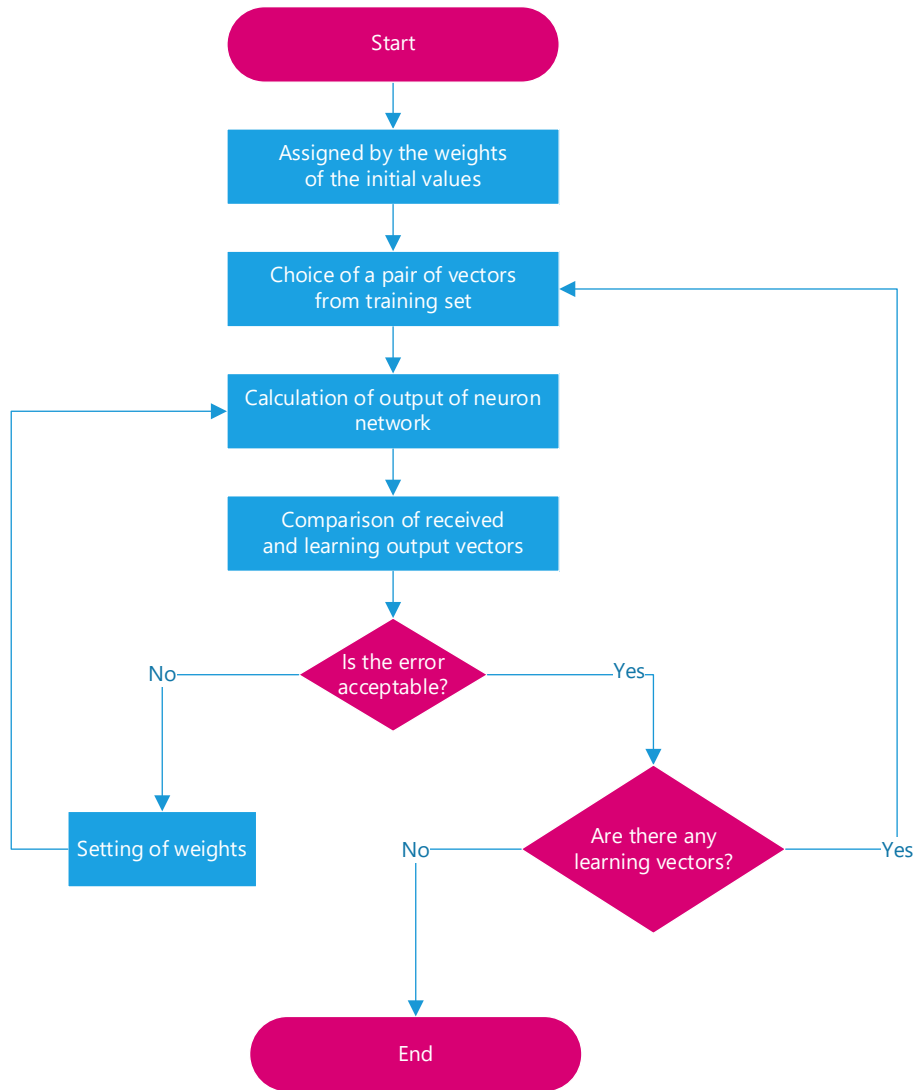 Start
Assigned by the weights
of the initial values
Choice of a pair of vectors
from training set
Calculation of output of neuron
network
Comparison of received
and learning output vectors
Is the error
acceptable?
No
Yes
Setting of weights
Are there any
learning vectors?
No
Yes
End